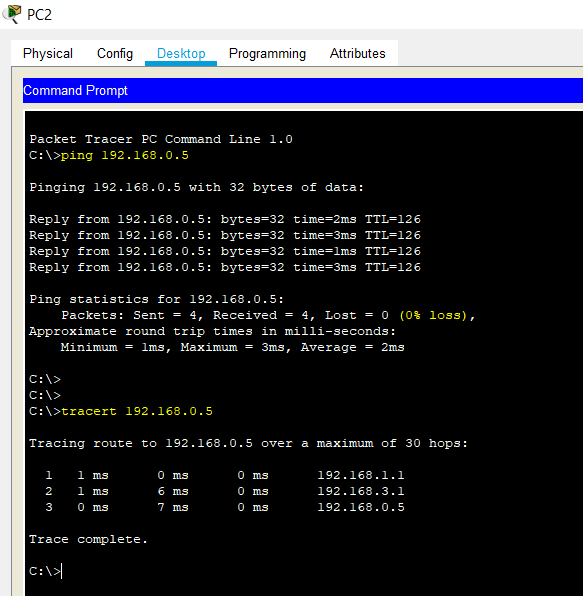 PC2
Physical Config Desktop Programming Attributes
Command Prompt
Packet Tracer PC Command Line 1.0
C:\>ping 192.168.0.5
Pinging 192.168.0.5 with 32 bytes of data:
Reply from 192.168.0.5: bytes=32 time=2ms TTL=126
Reply from 192.168.0.5: bytes=32 time=3ms TTL=126
Reply from 192.168.0.5: bytes=32 time=1ms TTL=126
Reply from 192.168.0.5: bytes=32 time=3ms TTL=126
Ping statistics for 192.168.0.5:
    Packets: Sent = 4, Received = 4, Lost = 0 (0% loss),
Approximate round trip times in milli-seconds:
    Minimum = 1ms, Maximum = 3ms, Average = 2ms
C:\>
C:\>
C:\>tracert 192.168.0.5
Tracing route to 192.168.0.5 over a maximum of 30 hops:
  1   1 ms      0 ms      0 ms      192.168.1.1
  2   1 ms      6 ms      0 ms      192.168.3.1
  3   0 ms      7 ms      0 ms      192.168.0.5
Trace complete.
C:\>